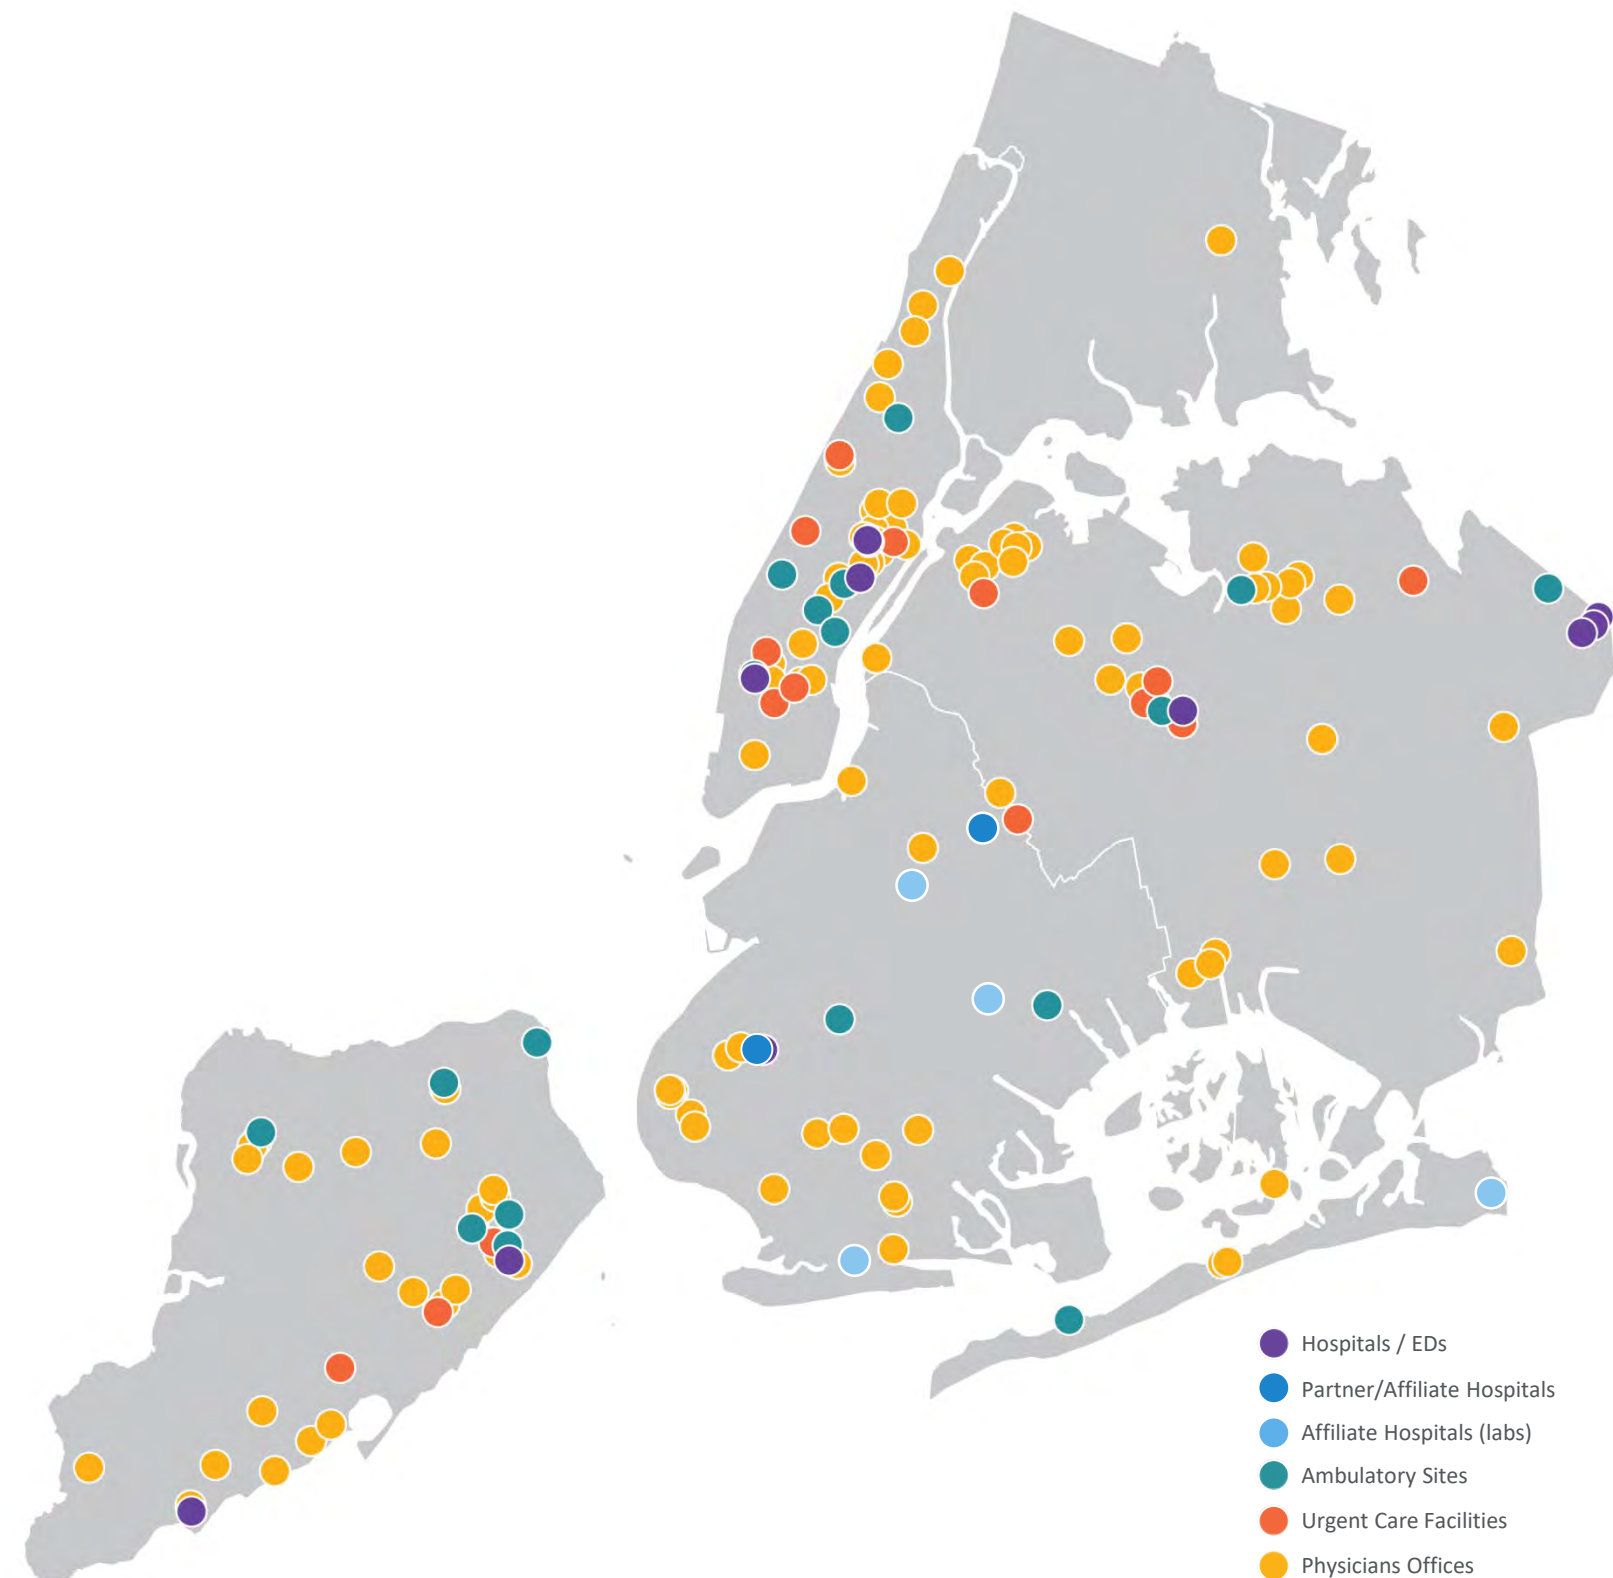 Hospitals / EDs
Partner/Affiliate Hospitals
Affiliate Hospitals (labs)
Ambulatory Sites
Urgent Care Facilities
Physicians Offices